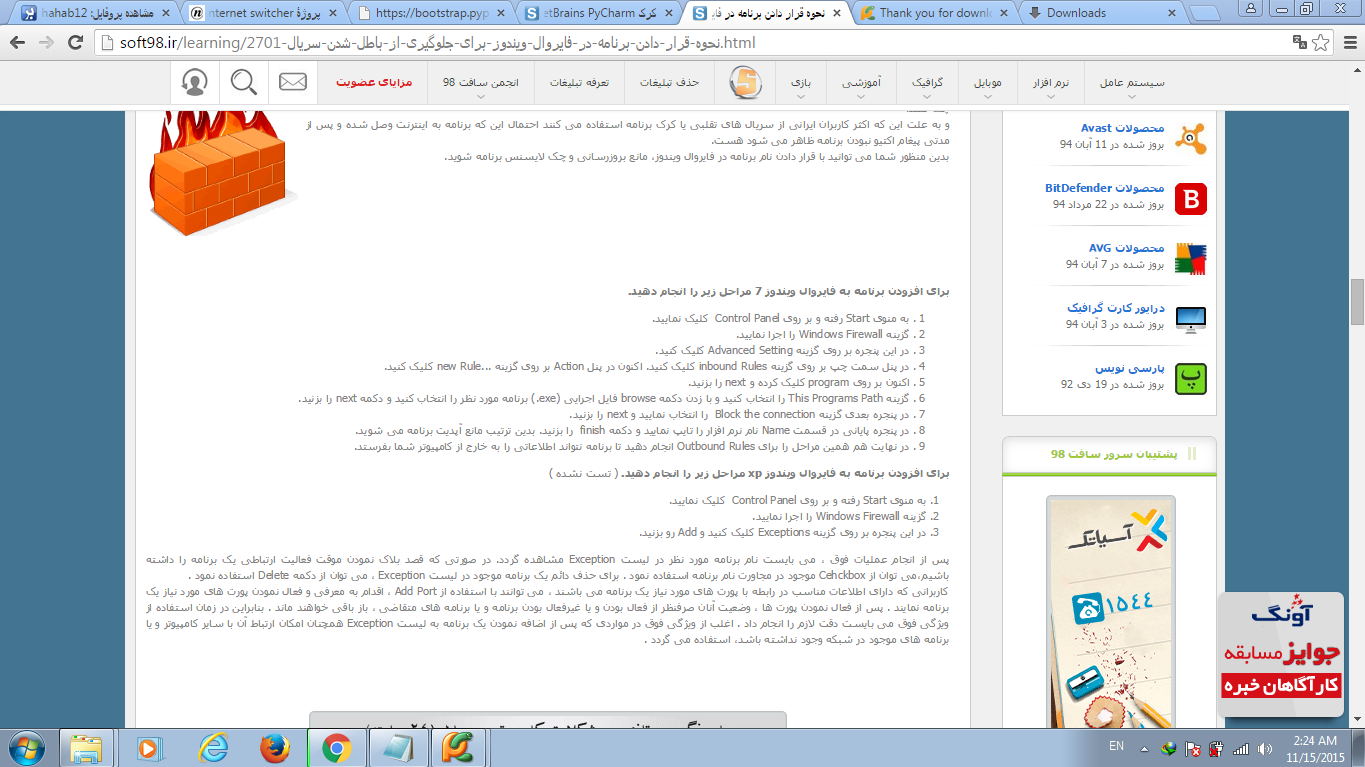 مشاهده پروفایل: hahab12
پروژهٔ nternet switcher
https://bootstrap.pyp
کرک etBrains PyCharm
نحوه قرار دادن برنامه در فایر
Thank you for downlo
Downloads
soft98.ir/learning/2701-نحوه-قرار-دادن-برنامه-در-فایروال-ویندوز-برای-جلوگیری-از-باطل-شدن-سریال.html
سیستم عامل
نرم افزار
موبایل
گرافیک
آموزشی
بازی
حذف تبلیغات
تعرفه تبلیغات
انجمن سافت 98
مزایای عضویت
محصولات Avast
بروز شده در 11 آبان 94
محصولات BitDefender
بروز شده در 22 مرداد 94
محصولات AVG
بروز شده در 7 آبان 94
درایور کارت گرافیک
بروز شده در 3 آبان 94
پارسی نویس
بروز شده در 19 دی 92
پشتیبان سرور سافت 98
آسیاتک
۱۵۴۴
و به علت این که اکثر کاربران ایرانی از سریال های تقلبی یا کرک برنامه استفاده می کنند احتمال این که برنامه به اینترنت وصل شده و پس از
مدتی پیغام اکتیو نبودن برنامه ظاهر می شود هست.
بدین منظور شما می توانید با قرار دادن نام برنامه در فایروال ویندوز، مانع بروزرسانی و چک لایسنس برنامه شوید.
برای افزودن برنامه به فایروال ویندوز 7 مراحل زیر را انجام دهید.
1 . به منوی Start رفته و بر روی Control Panel کلیک نمایید.
2 . گزینه Windows Firewall را اجرا نمایید.
3 . در این پنجره بر روی گزینه Advanced Setting کلیک کنید.
4 . در پنل سمت چپ بر روی گزینه inbound Rules کلیک کنید. اکنون در پنل Action بر روی گزینه ...new Rule کلیک کنید.
5 . اکنون بر روی program کلیک کرده و next را بزنید.
6 . گزینه This Programs Path را انتخاب کنید و با زدن دکمه browse فایل اجرایی (exe.) برنامه مورد نظر را انتخاب کنید و دکمه next را بزنید.
7 . در پنجره بعدی گزینه Block the connection را انتخاب نمایید و next را بزنید.
8 . در پنجره پایانی در قسمت Name نام نرم افزار را تایپ نمایید و دکمه finish را بزنید. بدین ترتیب مانع آپدیت برنامه می شوید.
9 . در نهایت هم همین مراحل را برای Outbound Rules انجام دهید تا برنامه نتواند اطلاعاتی را به خارج از کامپیوتر شما بفرستد.
برای افزودن برنامه به فایروال ویندوز xp مراحل زیر را انجام دهید. ( تست نشده )
1. به منوی Start رفته و بر روی Control Panel کلیک نمایید.
2. گزینه Windows Firewall را اجرا نمایید.
3. در این پنجره بر روی گزینه Exceptions کلیک کنید و Add رو بزنید.
پس از انجام عملیات فوق ، می بایست نام برنامه مورد نظر در لیست Exception مشاهده گردد. در صورتی که قصد بلاک نمودن موقت فعالیت ارتباطی یک برنامه را داشته
باشیم،می توان از Cehckbox موجود در مجاورت نام برنامه استفاده نمود . برای حذف دائم یک برنامه موجود در لیست Exception ، می توان از دکمه Delete استفاده نمود .
کاربرانی که دارای اطلاعات مناسب در رابطه با پورت های مورد نیاز یک برنامه می باشند ، می توانند با استفاده از Add Port ، اقدام به معرفی و فعال نمودن پورت های مورد نیاز یک
برنامه نمایند . پس از فعال نمودن پورت ها ، وضعیت آنان صرفنظر از فعال بودن و یا غیرفعال بودن برنامه و یا برنامه های متقاضی ، باز باقی خواهند ماند . بنابراین در زمان استفاده از
ویژگی فوق می بایست دقت لازم را انجام داد . اغلب از ویژگی فوق در مواردی که پس از اضافه نمودن یک برنامه به لیست Exception همچنان امکان ارتباط آن با سایر کامپیوتر و یا
برنامه های موجود در شبکه وجود نداشته باشد، استفاده می گردد .
آونگ
جوایز مسابقه
کارآگاهان خبره
EN
2:24 AM
11/15/2015